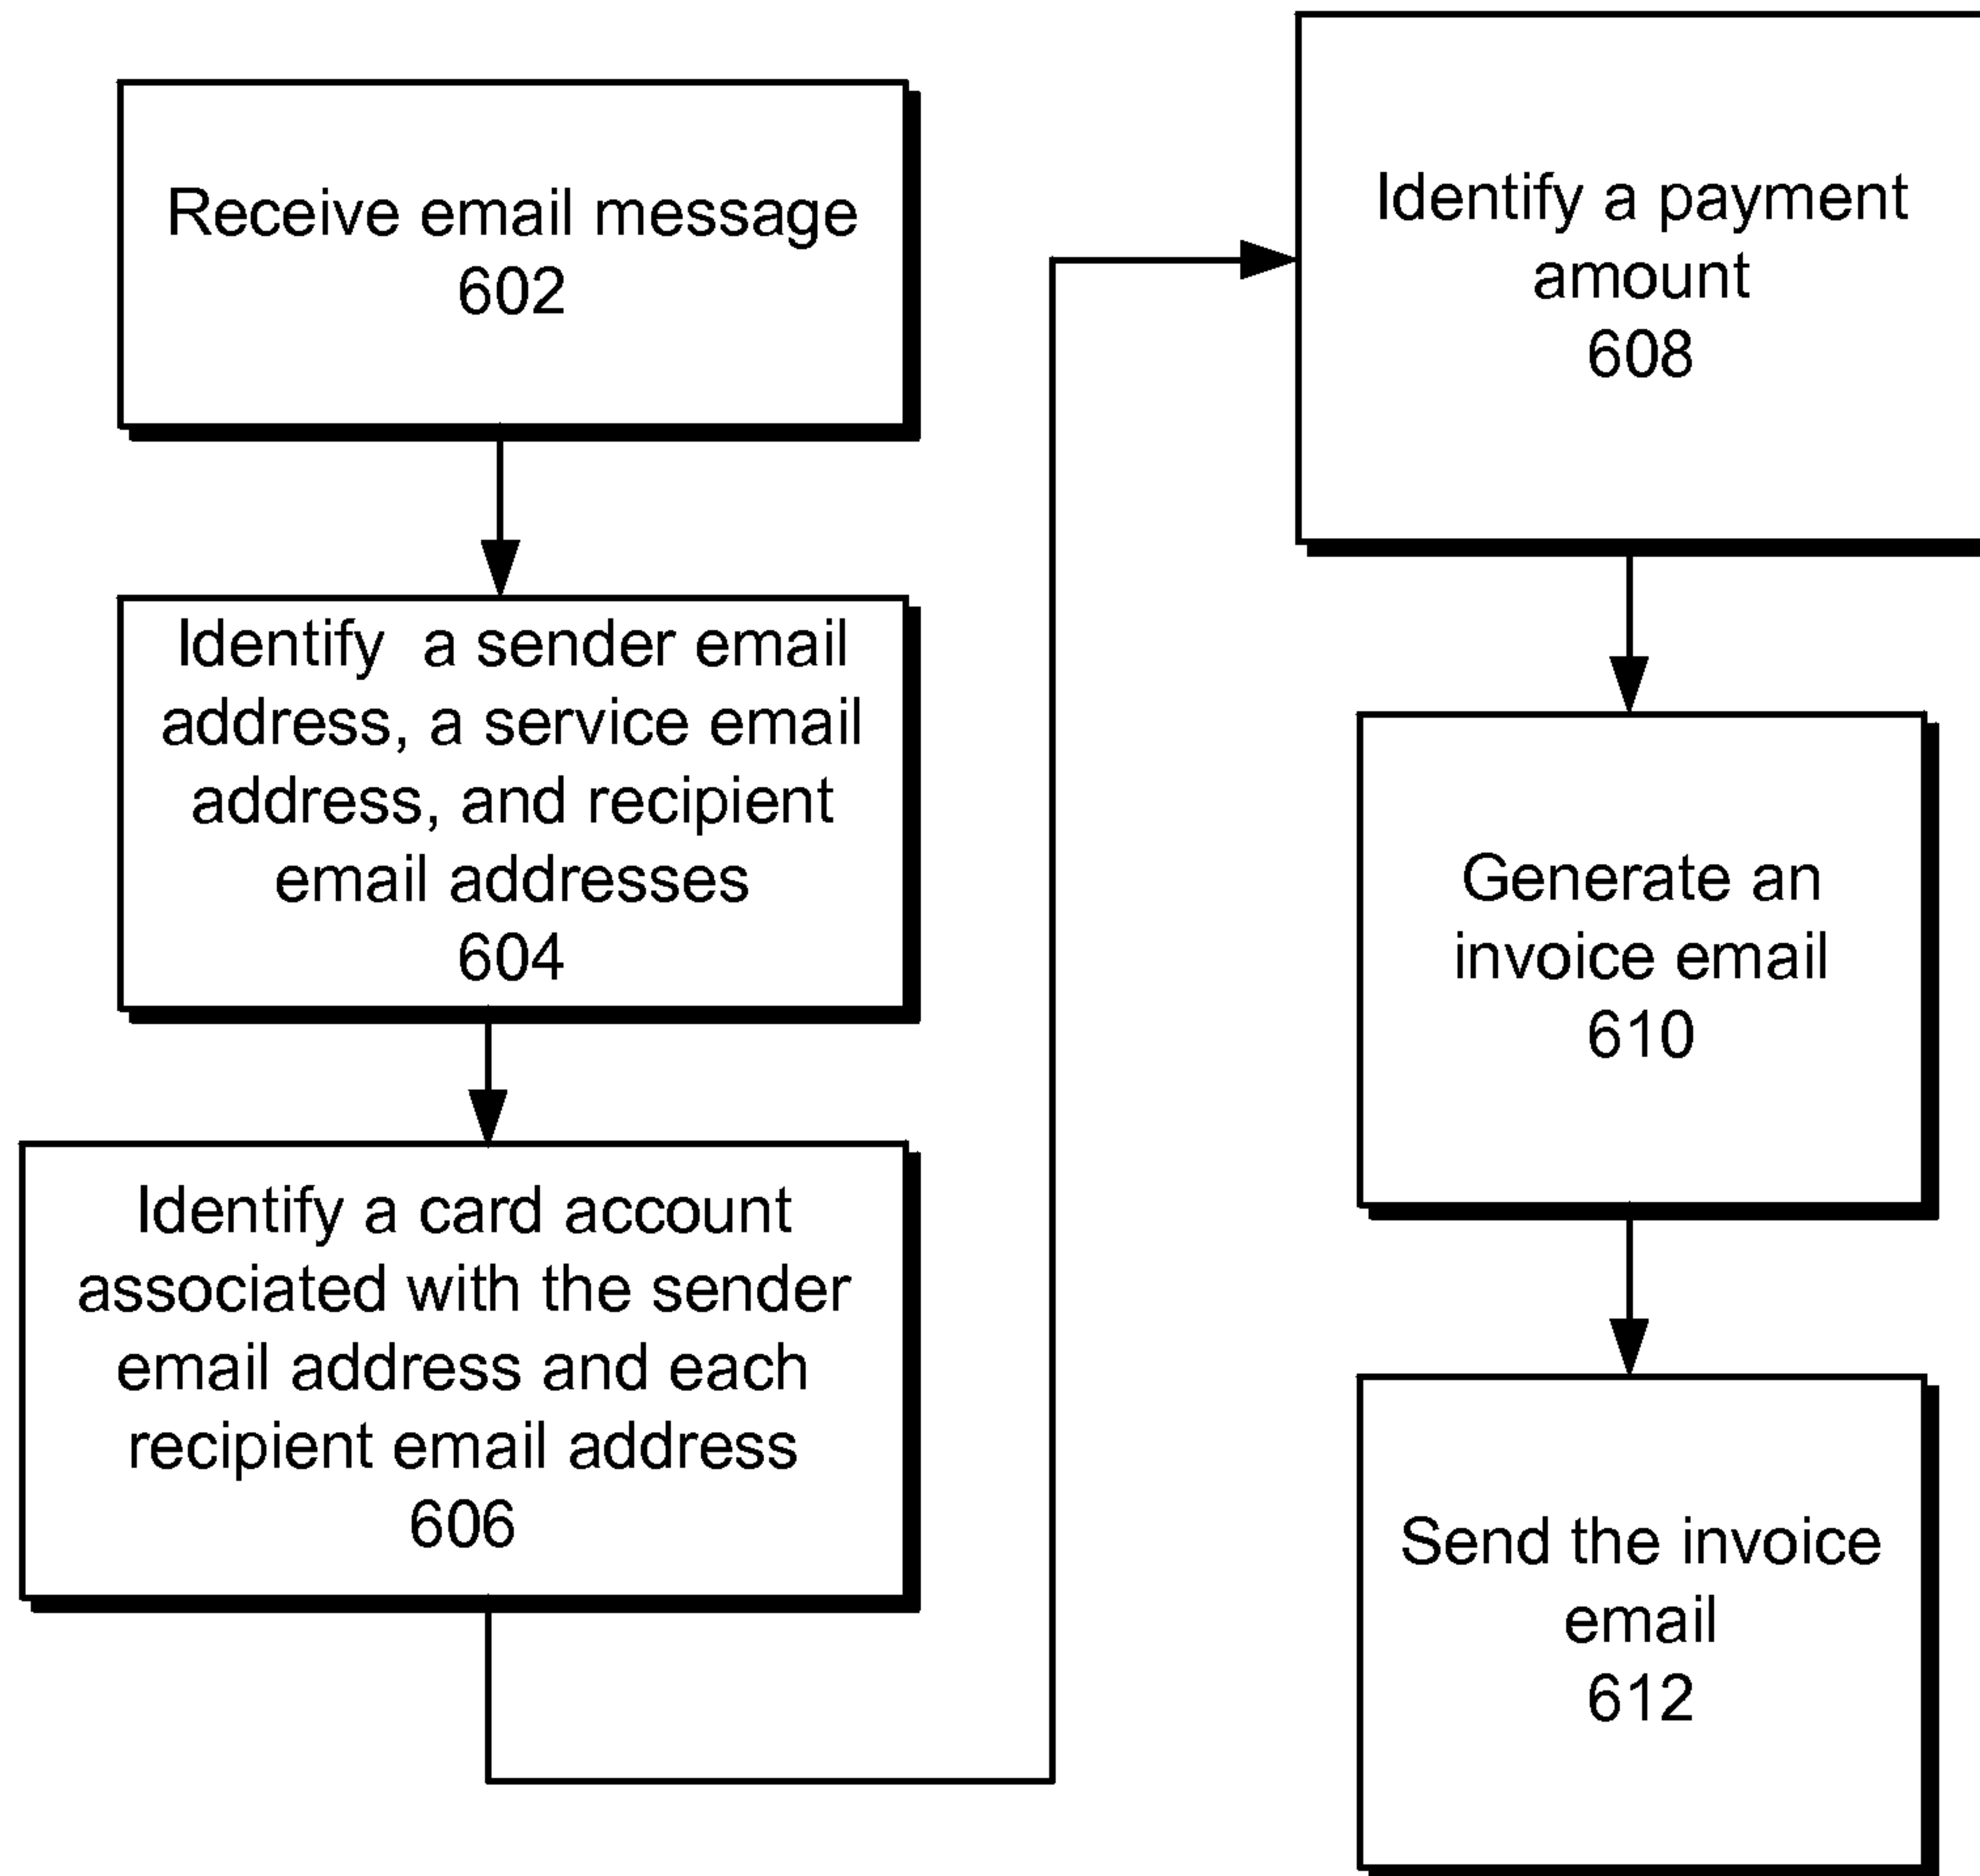 Receive email message
602
Identify a sender email
address, a service email
address, and recipient
email addresses
604
Identify a card account
associated with the sender
email address and each
recipient email address
606
Identify a payment
amount
608
Generate an
invoice email
610
Send the invoice
email
612